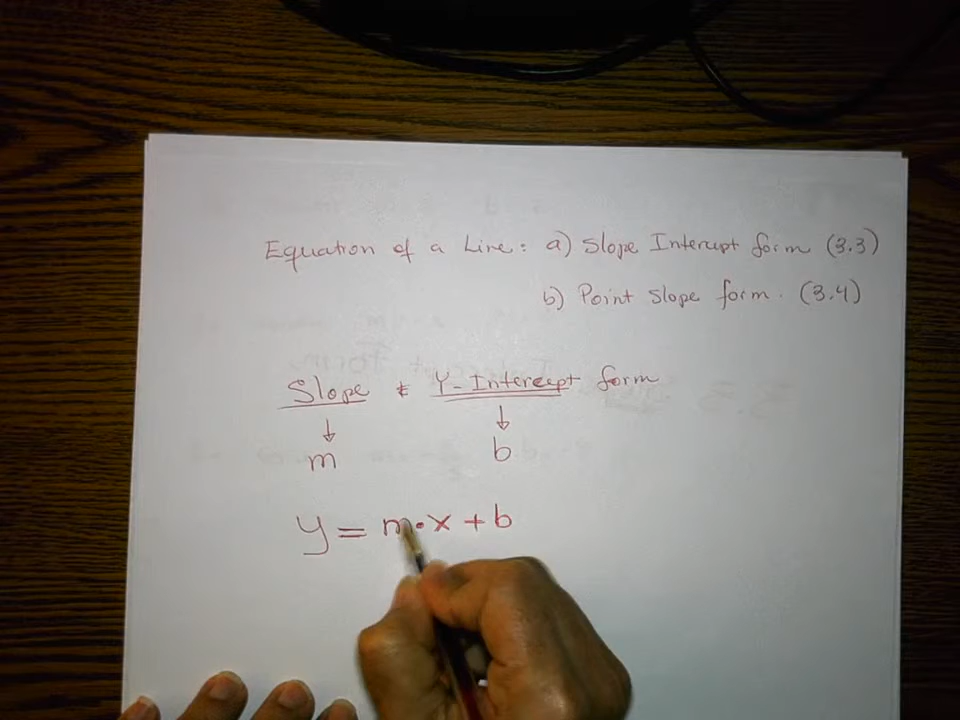 Equation of a Line: a) Slope Intercept form (3.3)
b) Point Slope form. (3.4)
Slope & Y-Intercept form
↓ ↓
m b
y = m·x + b